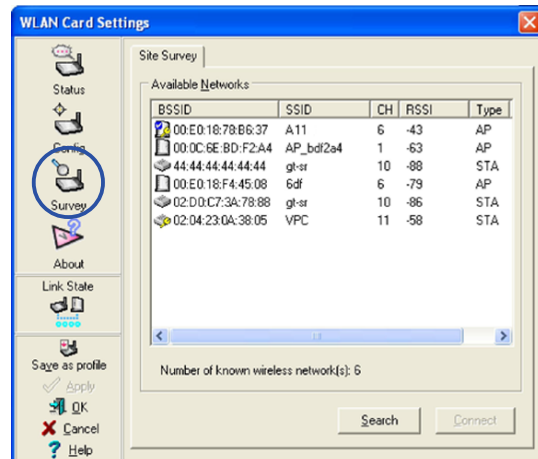 WLAN Card Settings
Status
Config
Survey
About
Link State
Save as profile
Apply
OK
Cancel
Help
Site Survey
Available Networks
BSSID SSID CH RSSI Type
00:E0:18:78:B6:37 A11 6 -43 AP
00:0C:6E:BD:F2:A4 AP_bdf2a4 1 -63 AP
44:44:44:44:44:44 gt-sr 10 -88 STA
00:E0:18:F4:45:08 6df 6 -79 AP
02:D0:C7:3A:78:88 gt-sr 10 -86 STA
02:04:23:0A:38:05 VPC 11 -58 STA
Number of known wireless network(s): 6
Search Connect